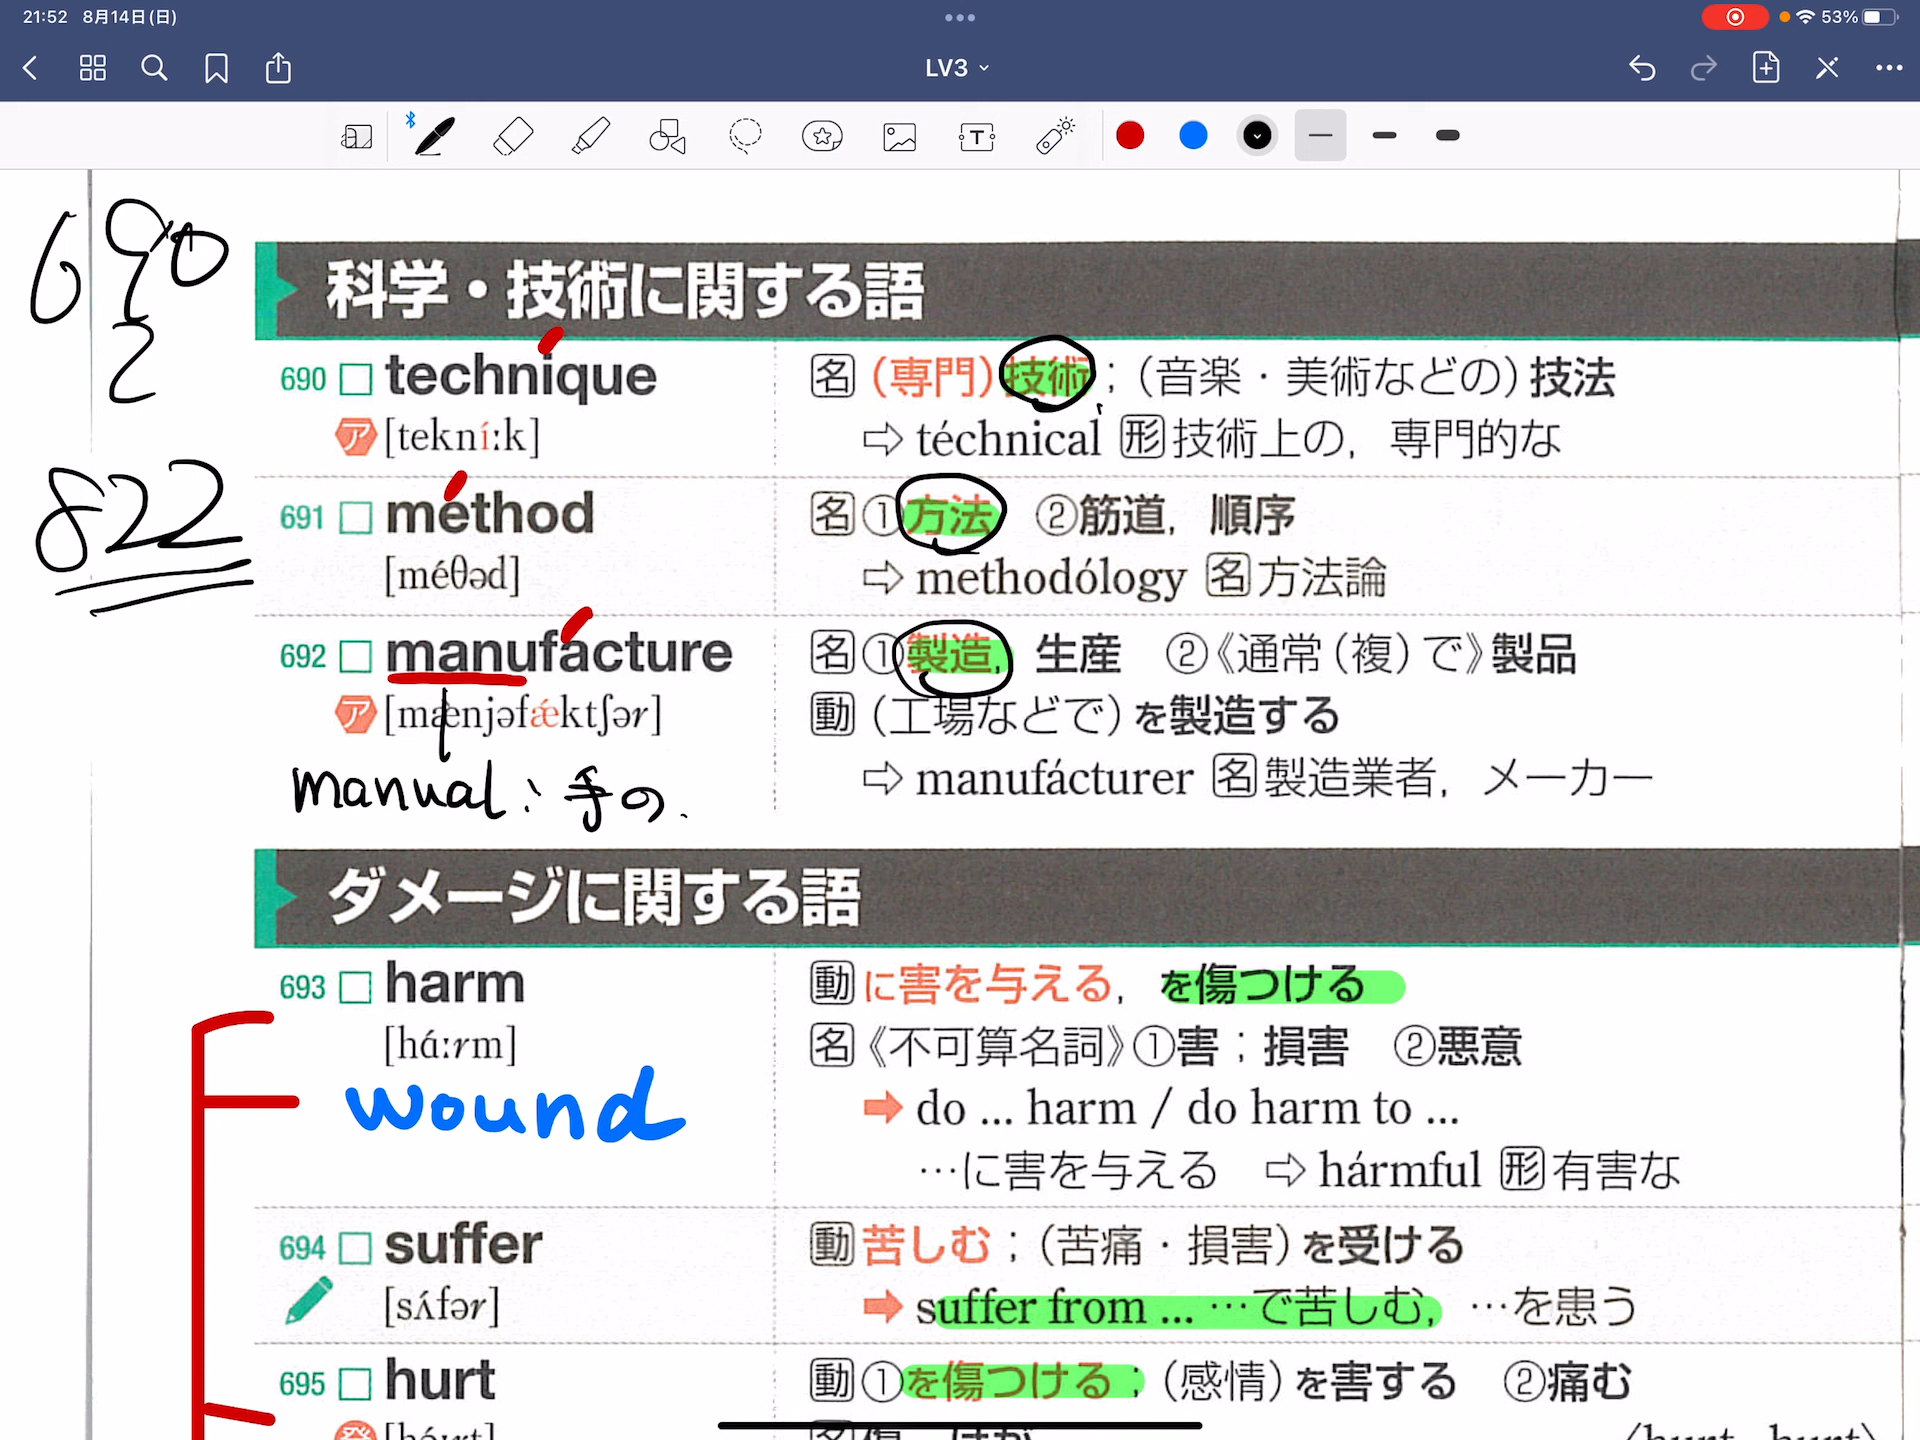 21:52 8月14日(日)
53%
LV3
690
2
822
科学・技術に関する語
690 technique 名(専門)技術;(音楽・美術などの)技法
ア [tekníːk] ⇨ téchnical 形 技術上の,専門的な
691 method 名①方法 ②筋道,順序
[méθəd] ⇨ methodólogy 名 方法論
692 manufacture 名①製造,生産 ②《通常(複)で》製品
ア [mænjəfǽktʃər] 動(工場などで)を製造する
manual:手の. ⇨ manufácturer 名 製造業者,メーカー
ダメージに関する語
693 harm 動 に害を与える,を傷つける
[háːrm] 名《不可算名詞》①害;損害 ②悪意
wound ➡ do ... harm / do harm to ...
…に害を与える ⇨ hármful 形 有害な
694 suffer 動 苦しむ;(苦痛・損害)を受ける
[sʌ́fər] ➡ suffer from ... …で苦しむ,…を患う
695 hurt 動①を傷つける;(感情)を害する ②痛む